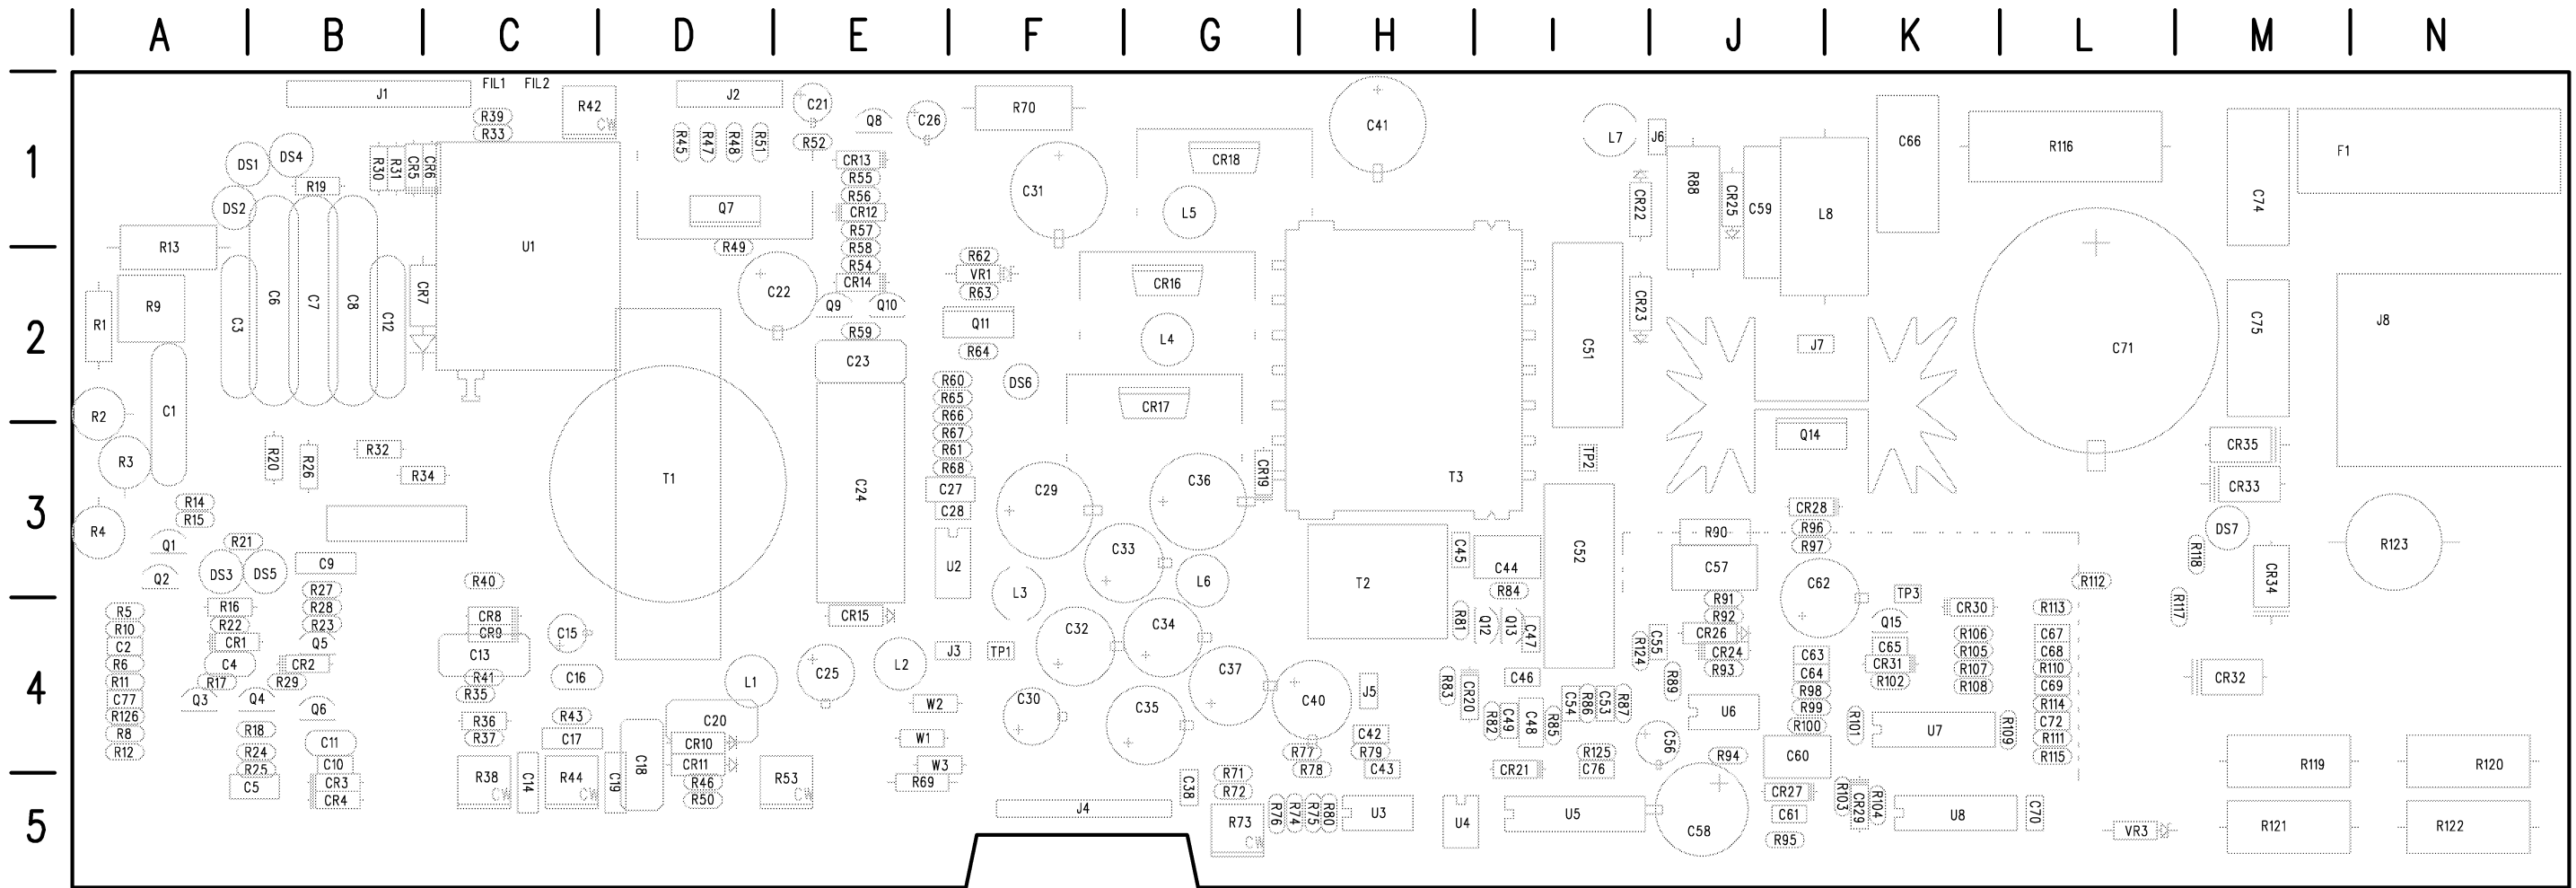 A B C D E F G H I J K L M N
J1 FIL1 FIL2 R42 CW J2 C21 Q8 C26 R70 C41 L7 J6 C66 R116 F1
R39
R33
R45 R47 R48 R51 R52
1
DS1 DS4 R30 R31 CR5 CR6 CR13 CR18
R19 R55 C31 R88 CR25 C59 L8
DS2 R56 Q7 CR12 L5 CR22 C74
R57
R13 U1 R49 R58
R62
R54 VR1
R9 C6 C7 C8 CR7 C22 CR14 R63 CR16
R1 C3 C12 Q9 Q10 Q11 CR23 C75 J8
2
R59 L4 J7 C51 C71
C23 R64
R60 DS6
R2 C1 R65 CR17
R66
R67 Q14
R3 R20 R26 R32 R61 TP2 CR35
R34 T1 R68 CR19 T3
C24 C27 C29 C36 CR33
3
R14 C28 CR28
R15 R96 DS7
R4 R90
Q1 R21 R97 R123
C9 U2 C33 C45 C44 C52 C57 R118
Q2 DS3 DS5 R40 L6 T2 C62 R112 CR34
R27 L3 R84 TP3
R5 R16 R28 CR8 CR15 R91 CR30 R113 R117
R10 R22 R23 CR9 C15 C32 C34 R81 Q12 Q13 C47 R92 Q15
C2 CR1 Q5 CR26 R106 C67
C13 J3 TP1 R124 C55 CR24 C63 C65 R105 C68
R6 C4 CR2 L2 CR31 R107 R110
4
R11 R17 R29 R41 C16 L1 C25 C37 J5 R83 CR20 C46 R89 R93 C64 R102 R108 C69 CR32
C77 Q3 Q4 R35 W2 C30 C40 C54 R86 C53 R87 R98 R114
R126 Q6 R36 R43 C20 C35 R82 C49 C48 R85 U6 R99 C72
R8 R18 R37 C17 W1 C42 C56 R100 R101 U7 R109 R111
R12 R24 C11 CR10 R77 R79 R125 R94 C60 R115
R25 C10 C18 CR11 W3 R78 C43 CR21 C76 R119 R120
C5 CR3 R38 CW C14 R44 CW C19 R46 R53 R69 R71 C38 CR27 R103 CR29 R104
CR4 R50 R72
5
J4 R73 CW R76 R74 R75 R80 U3 U4 U5 C58 C61 U8 C70 VR3 R121 R122
R95